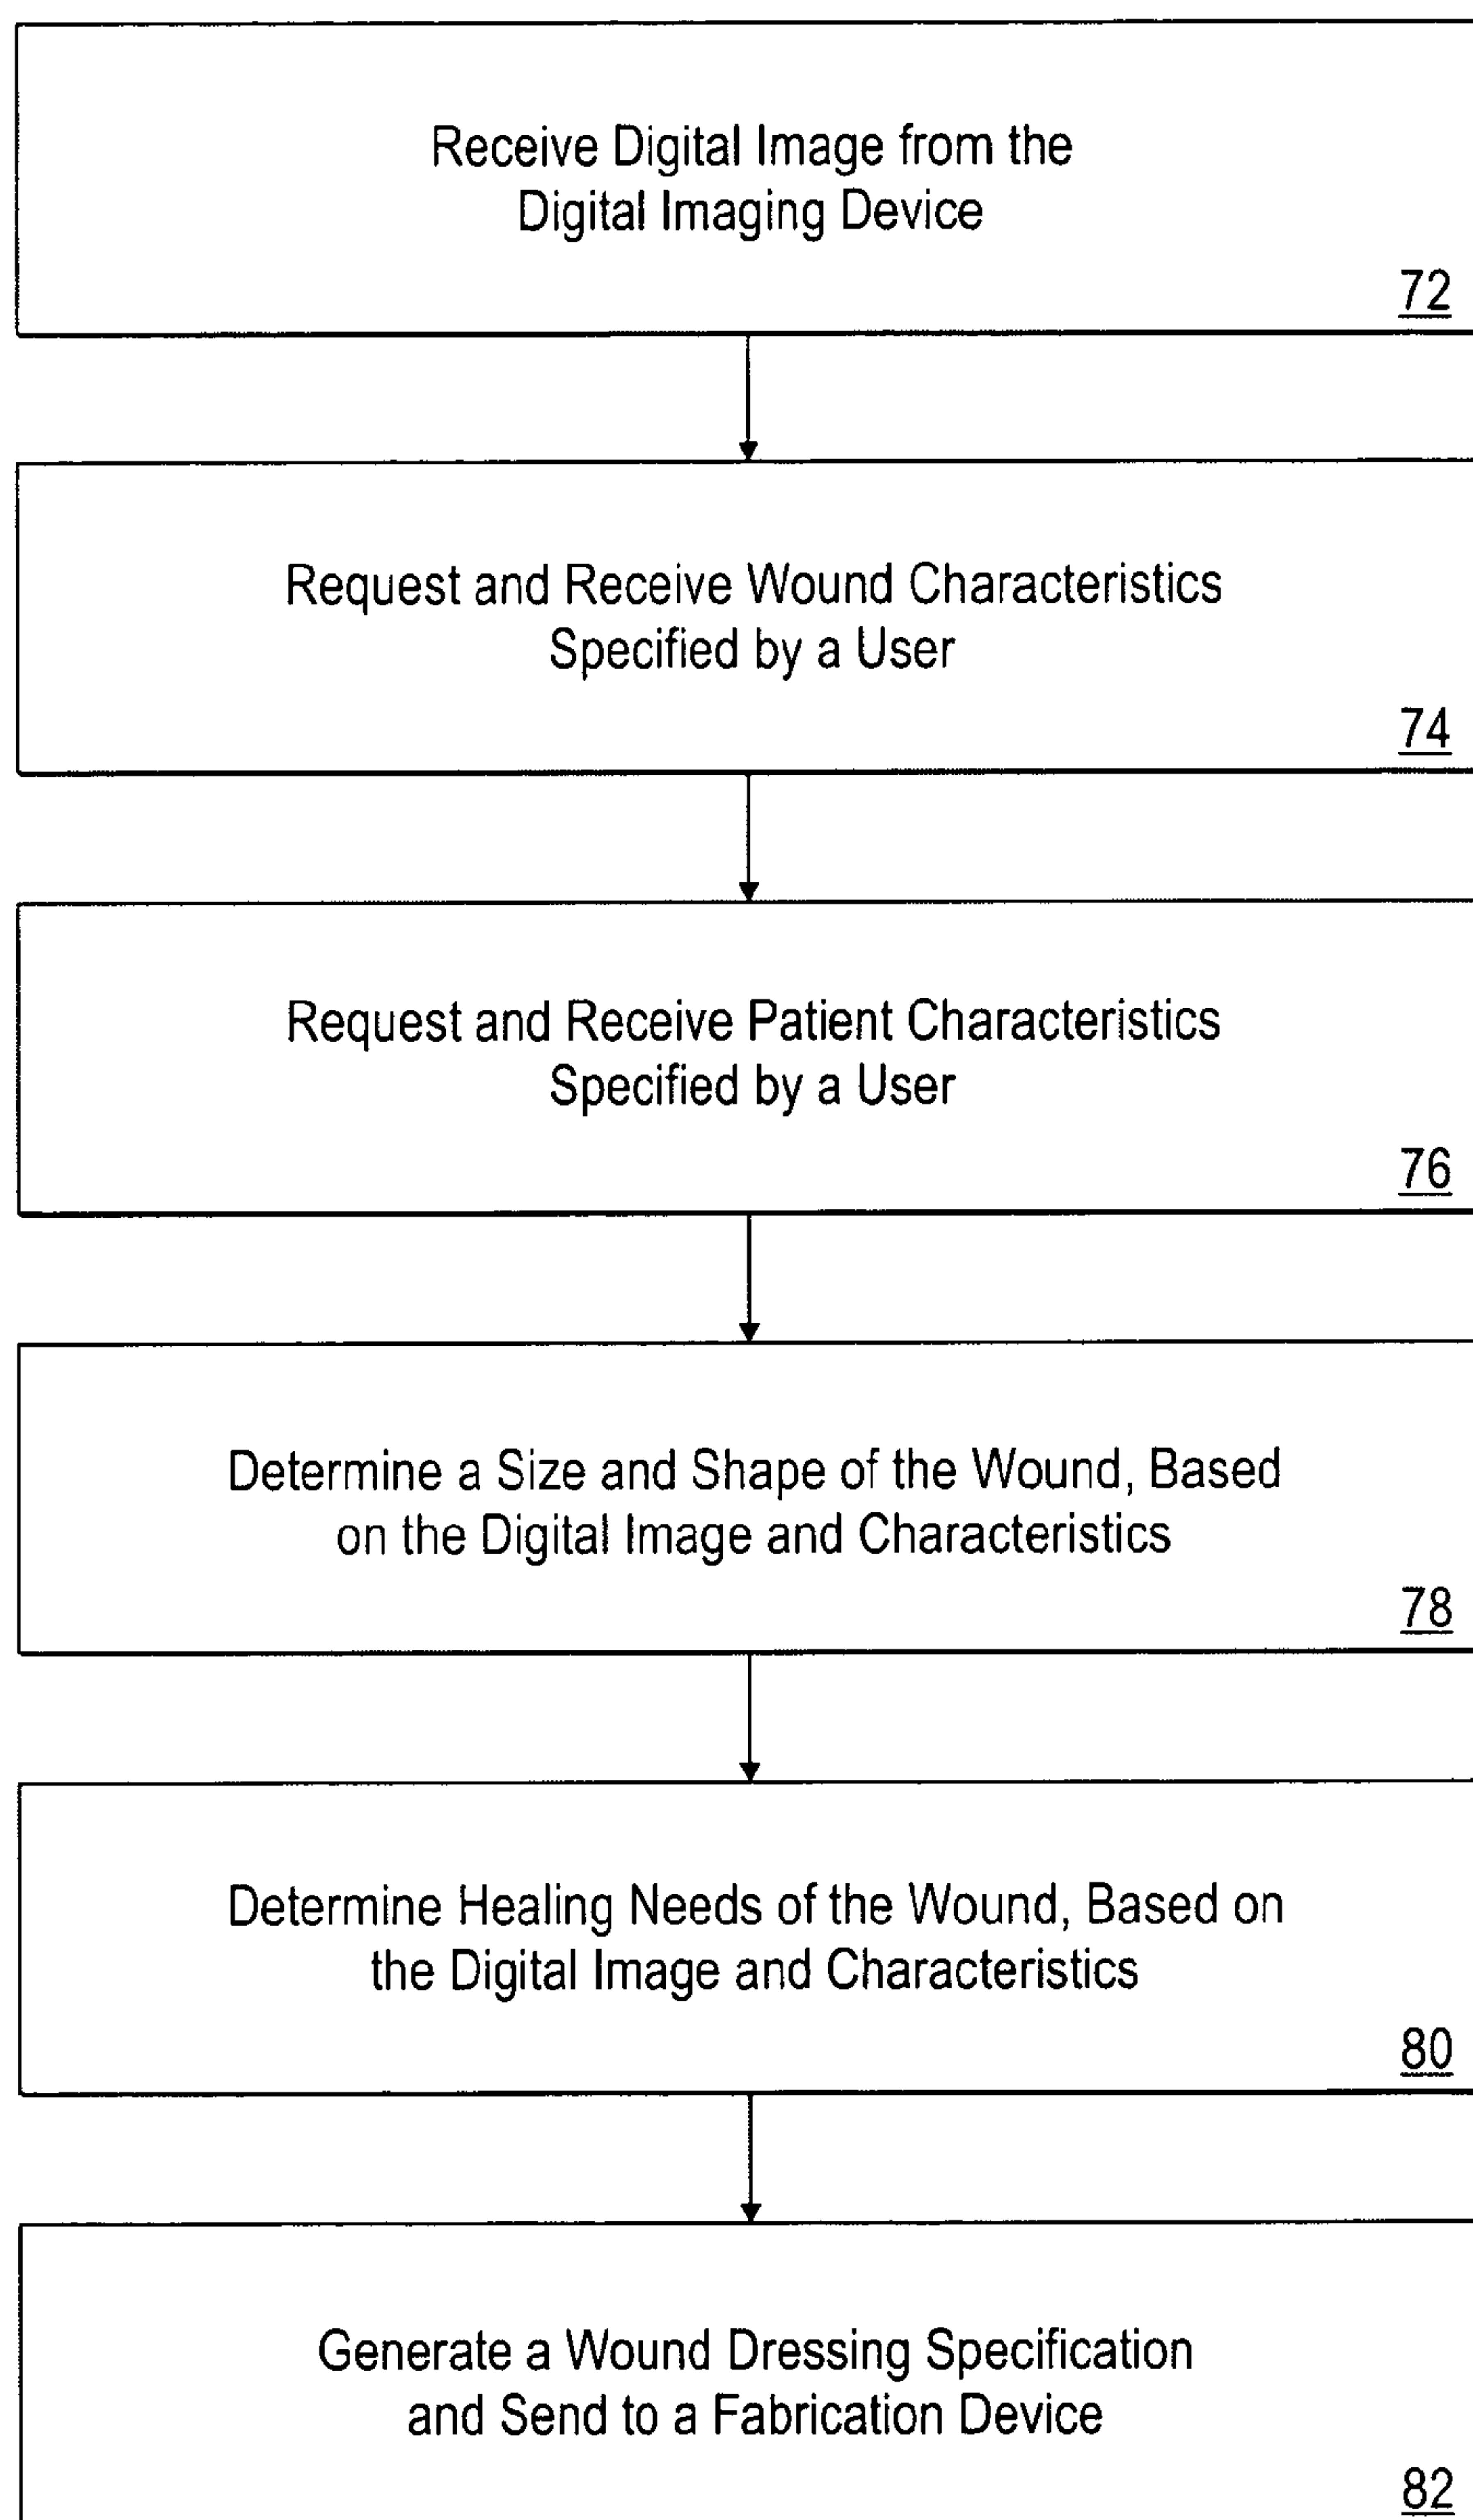 Receive Digital Image from the
Digital Imaging Device
72
Request and Receive Wound Characteristics
Specified by a User
74
Request and Receive Patient Characteristics
Specified by a User
76
Determine a Size and Shape of the Wound, Based
on the Digital Image and Characteristics
78
Determine Healing Needs of the Wound, Based on
the Digital Image and Characteristics
80
Generate a Wound Dressing Specification
and Send to a Fabrication Device
82